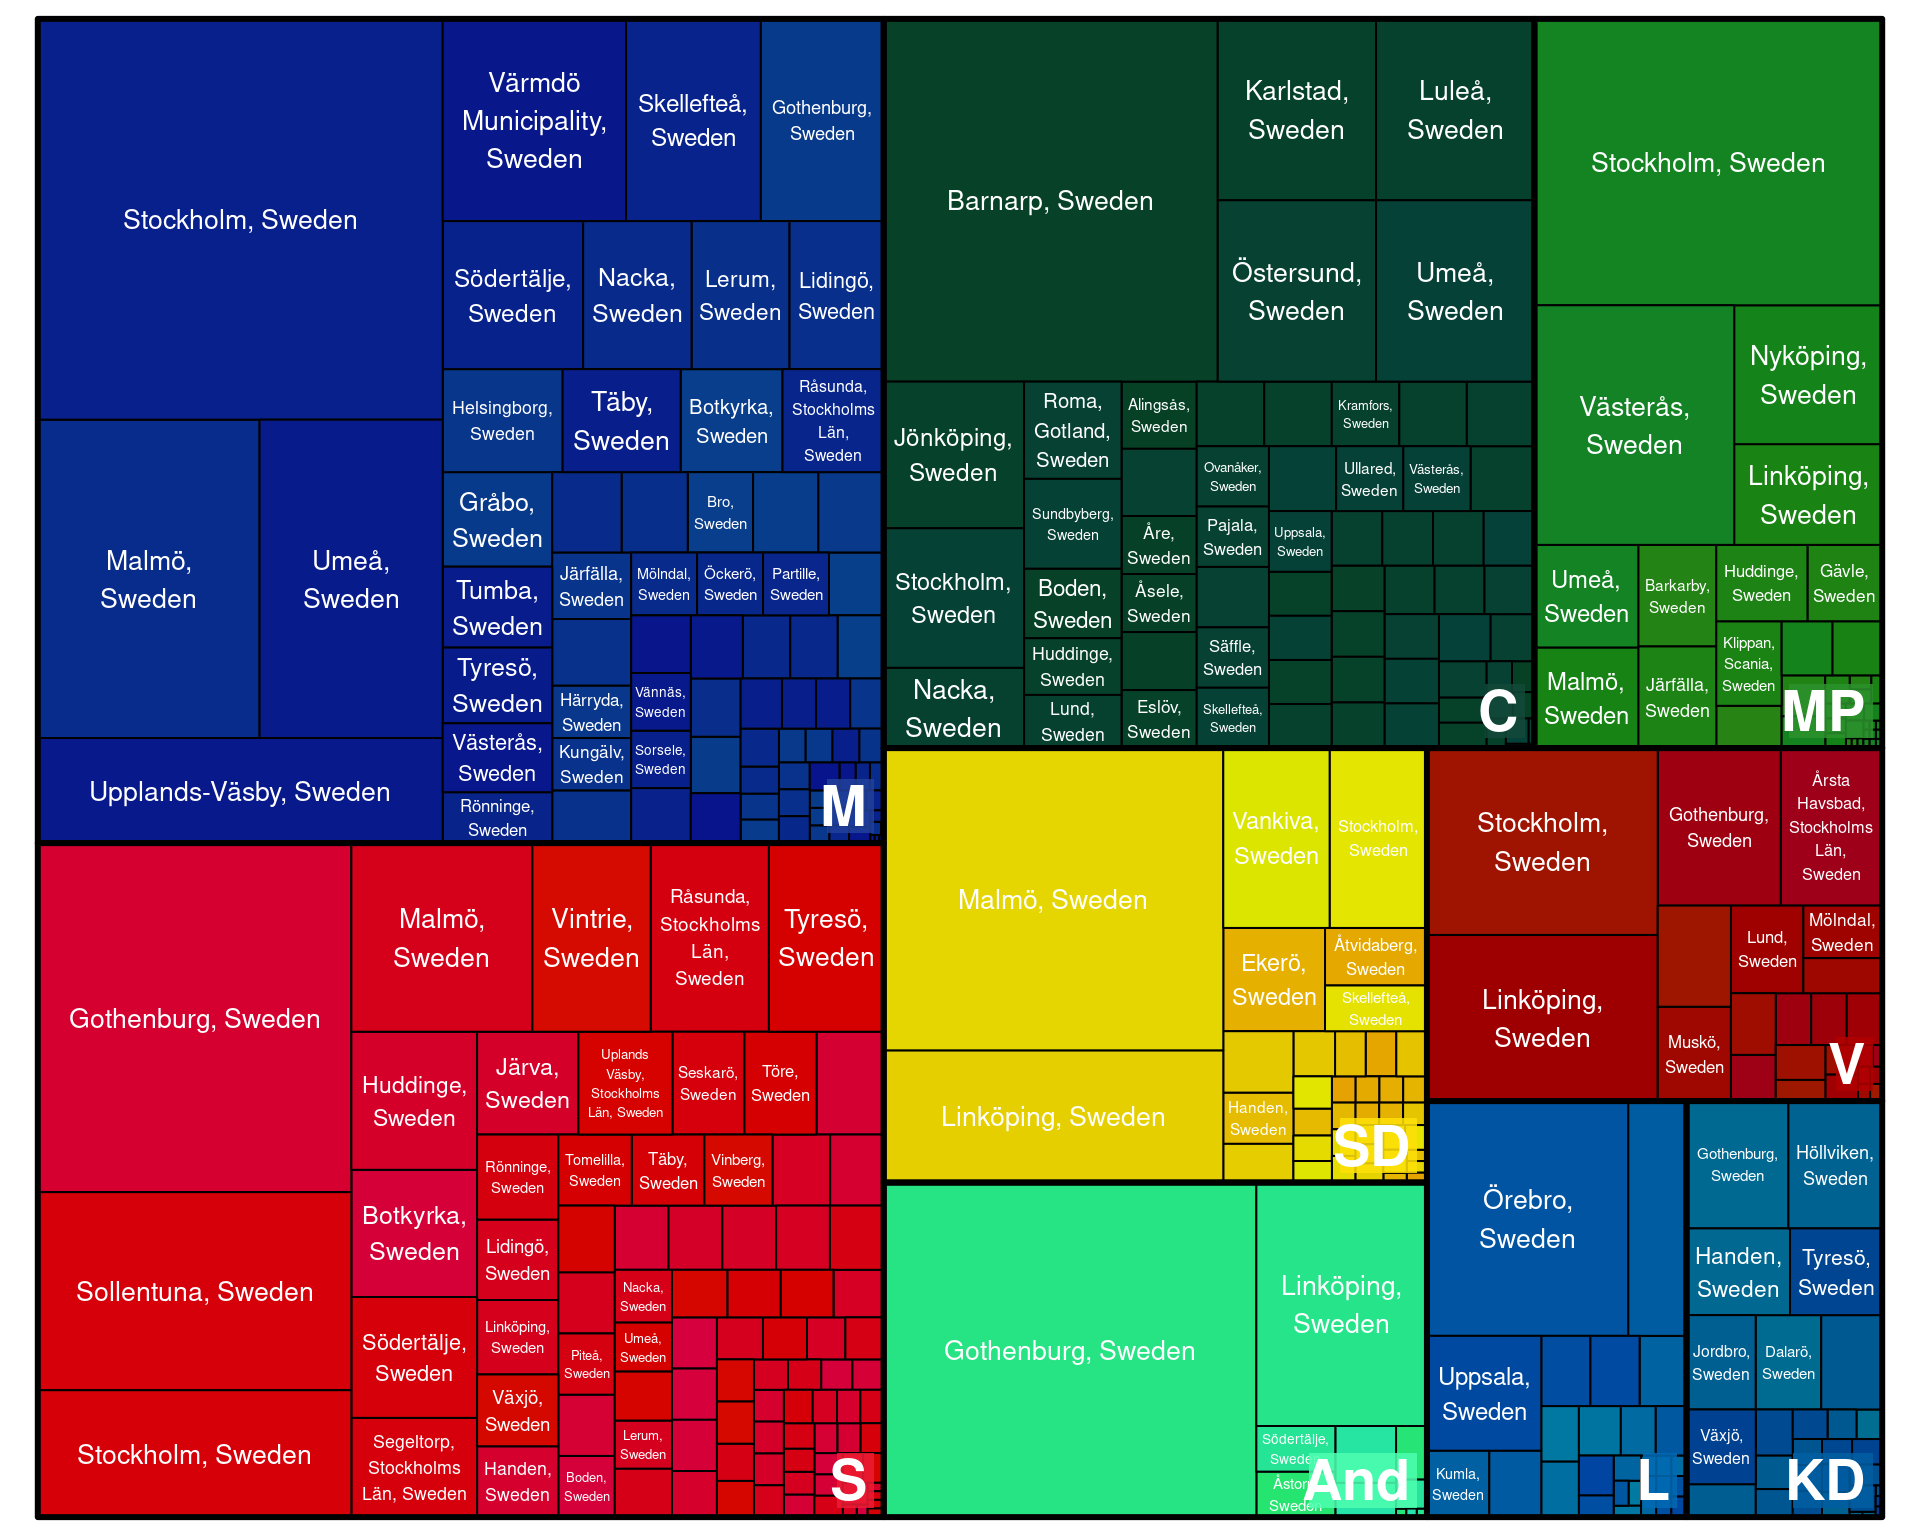 Stockholm, Sweden
Värmdö
Municipality,
Sweden
Skellefteå,
Sweden
Gothenburg,
Sweden
Södertälje,
Sweden
Nacka,
Sweden
Lerum,
Sweden
Lidingö,
Sweden
Helsingborg,
Sweden
Täby,
Sweden
Botkyrka,
Sweden
Råsunda,
Stockholms
Län,
Sweden
Malmö,
Sweden
Umeå,
Sweden
Upplands-Väsby, Sweden
Gråbo,
Sweden
Bro,
Sweden
Tumba,
Sweden
Järfälla,
Sweden
Mölndal,
Sweden
Öckerö,
Sweden
Partille,
Sweden
Tyresö,
Sweden
Härryda,
Sweden
Vännäs,
Sweden
Västerås,
Sweden
Kungälv,
Sweden
Sorsele,
Sweden
Rönninge,
Sweden
M
Barnarp, Sweden
Karlstad,
Sweden
Luleå,
Sweden
Östersund,
Sweden
Umeå,
Sweden
Jönköping,
Sweden
Roma,
Gotland,
Sweden
Alingsås,
Sweden
Kramfors,
Sweden
Sundbyberg,
Sweden
Ovanåker,
Sweden
Ullared,
Sweden
Västerås,
Sweden
Stockholm,
Sweden
Åre,
Sweden
Pajala,
Sweden
Uppsala,
Sweden
Boden,
Sweden
Åsele,
Sweden
Huddinge,
Sweden
Säffle,
Sweden
Nacka,
Sweden
Lund,
Sweden
Eslöv,
Sweden
Skellefteå,
Sweden
C
Stockholm, Sweden
Västerås,
Sweden
Nyköping,
Sweden
Linköping,
Sweden
Umeå,
Sweden
Barkarby,
Sweden
Huddinge,
Sweden
Gävle,
Sweden
Malmö,
Sweden
Järfälla,
Sweden
Klippan,
Scania,
Sweden
MP
Gothenburg, Sweden
Malmö,
Sweden
Vintrie,
Sweden
Råsunda,
Stockholms
Län,
Sweden
Tyresö,
Sweden
Huddinge,
Sweden
Järva,
Sweden
Uplands
Väsby,
Stockholms
Län, Sweden
Seskarö,
Sweden
Töre,
Sweden
Rönninge,
Sweden
Tomelilla,
Sweden
Täby,
Sweden
Vinberg,
Sweden
Sollentuna, Sweden
Botkyrka,
Sweden
Lidingö,
Sweden
Nacka,
Sweden
Södertälje,
Sweden
Linköping,
Sweden
Piteå,
Sweden
Umeå,
Sweden
Stockholm, Sweden
Segeltorp,
Stockholms
Län, Sweden
Växjö,
Sweden
Lerum,
Sweden
Handen,
Sweden
Boden,
Sweden
S
Malmö, Sweden
Vankiva,
Sweden
Stockholm,
Sweden
Ekerö,
Sweden
Åtvidaberg,
Sweden
Skellefteå,
Sweden
Linköping, Sweden
Handen,
Sweden
SD
Stockholm,
Sweden
Gothenburg,
Sweden
Årsta
Havsbad,
Stockholms
Län,
Sweden
Linköping,
Sweden
Lund,
Sweden
Mölndal,
Sweden
Muskö,
Sweden
V
Gothenburg, Sweden
Linköping,
Sweden
Södertälje,
Sweden
Sweden
And
Örebro,
Sweden
Uppsala,
Sweden
Kumla,
Sweden
L
Gothenburg,
Sweden
Höllviken,
Sweden
Handen,
Sweden
Tyresö,
Sweden
Jordbro,
Sweden
Dalarö,
Sweden
Växjö,
Sweden
KD